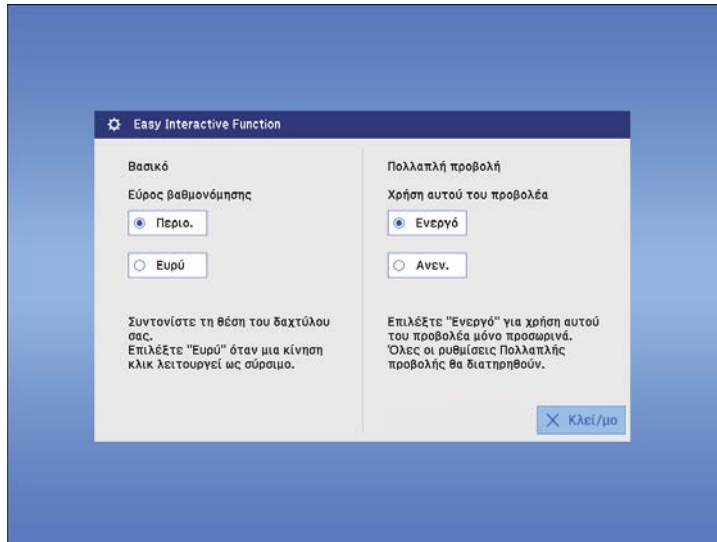 Easy Interactive Function
Βασικό
Εύρος βαθμονόμησης
Περιο.
Ευρύ
Συντονίστε τη θέση του δαχτύλου
σας.
Επιλέξτε "Ευρύ" όταν μια κίνηση
κλικ λειτουργεί ως σύρσιμο.
Πολλαπλή προβολή
Χρήση αυτού του προβολέα
Ενεργό
Ανεν.
Επιλέξτε "Ενεργό" για χρήση αυτού
του προβολέα μόνο προσωρινά.
Όλες οι ρυθμίσεις Πολλαπλής
προβολής θα διατηρηθούν.
Κλεί/μο